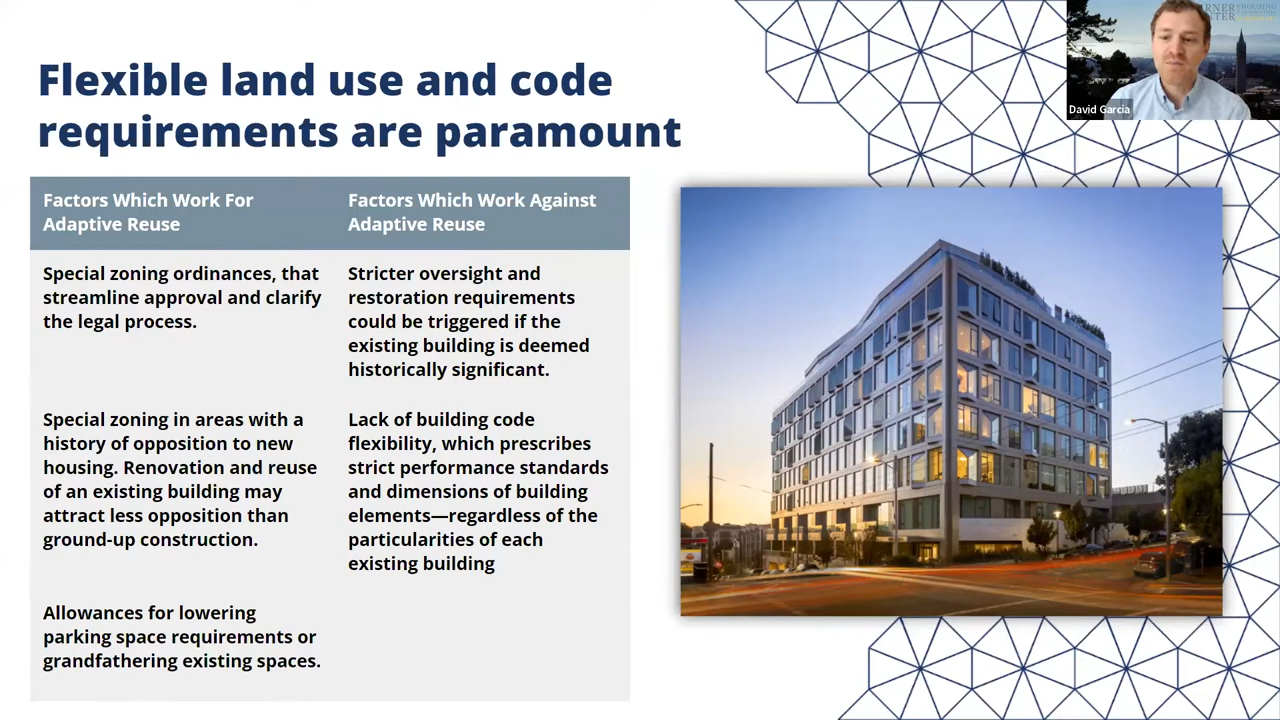 Flexible land use and code
requirements are paramount
Factors Which Work For
Adaptive Reuse
Factors Which Work Against
Adaptive Reuse
Special zoning ordinances, that
streamline approval and clarify
the legal process.
Stricter oversight and
restoration requirements
could be triggered if the
existing building is deemed
historically significant.
Special zoning in areas with a
history of opposition to new
housing. Renovation and reuse
of an existing building may
attract less opposition than
ground-up construction.
Lack of building code
flexibility, which prescribes
strict performance standards
and dimensions of building
elements—regardless of the
particularities of each
existing building
Allowances for lowering
parking space requirements or
grandfathering existing spaces.
David Garcia